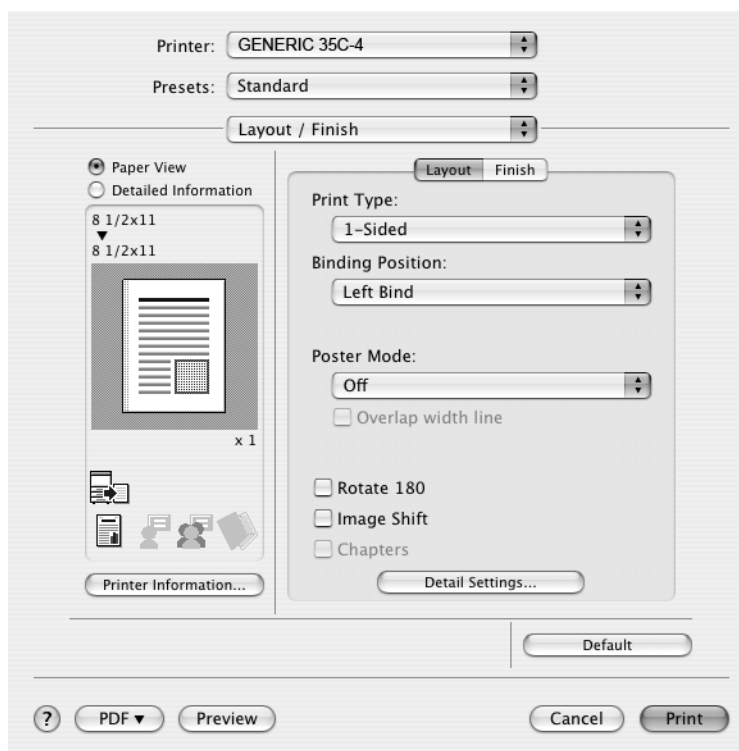 Printer: GENERIC 35C-4
Presets: Standard
Layout / Finish
Paper View
Detailed Information
8 1/2x11
8 1/2x11
x 1
Printer Information...
Layout Finish
Print Type:
1-Sided
Binding Position:
Left Bind
Poster Mode:
Off
Overlap width line
Rotate 180
Image Shift
Chapters
Detail Settings...
Default
? PDF▼ Preview Cancel Print